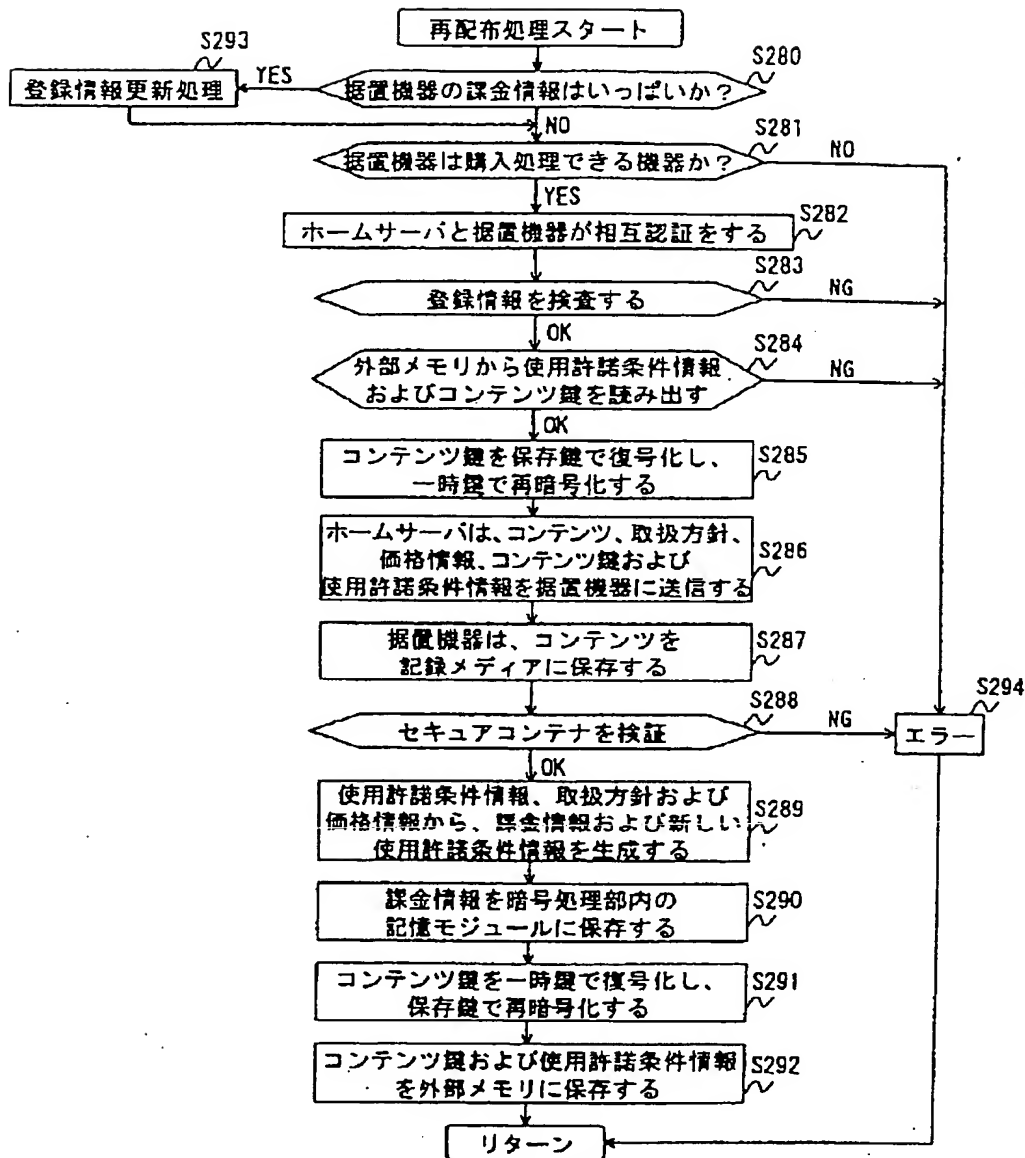 再配布処理スタート
S293
S280
登録情報更新処理
YES
据置機器の課金情報はいっぱいか?
NO
S281
据置機器は購入処理できる機器か?
NO
YES
S282
ホームサーバと据置機器が相互認証をする
S283
登録情報を検査する
NG
OK
S284
外部メモリから使用許諾条件情報
およびコンテンツ鍵を読み出す
NG
OK
S285
コンテンツ鍵を保存鍵で復号化し、
一時鍵で再暗号化する
ホームサーバは、コンテンツ、取扱方針、
価格情報、コンテンツ鍵および
使用許諾条件情報を据置機器に送信する
S286
据置機器は、コンテンツを
記録メディアに保存する
S287
S288
セキュアコンテナを検証
NG
S294
エラー
OK
使用許諾条件情報、取扱方針および
価格情報から、課金情報および新しい
使用許諾条件情報を生成する
S289
課金情報を暗号処理部内の
記憶モジュールに保存する
S290
コンテンツ鍵を一時鍵で復号化し、
保存鍵で再暗号化する
S291
コンテンツ鍵および使用許諾条件情報
を外部メモリに保存する
S292
リターン